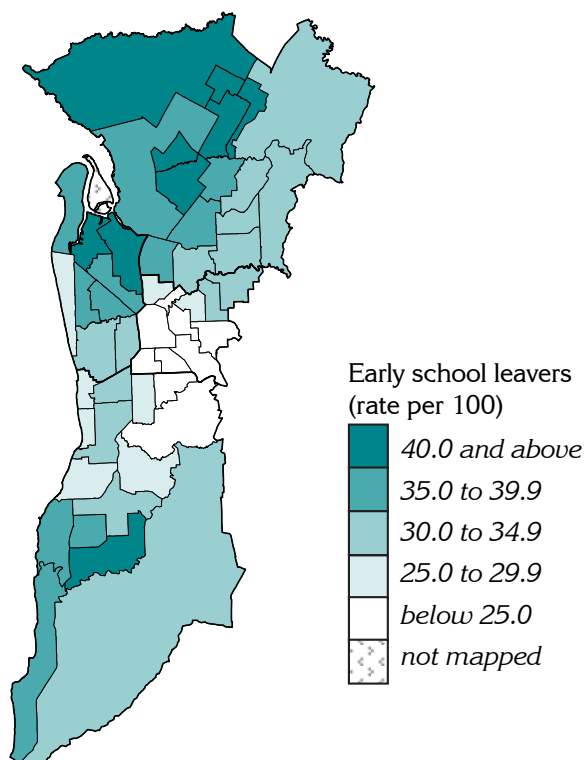 Early school leavers
(rate per 100)
40.0 and above
35.0 to 39.9
30.0 to 34.9
25.0 to 29.9
below 25.0
not mapped